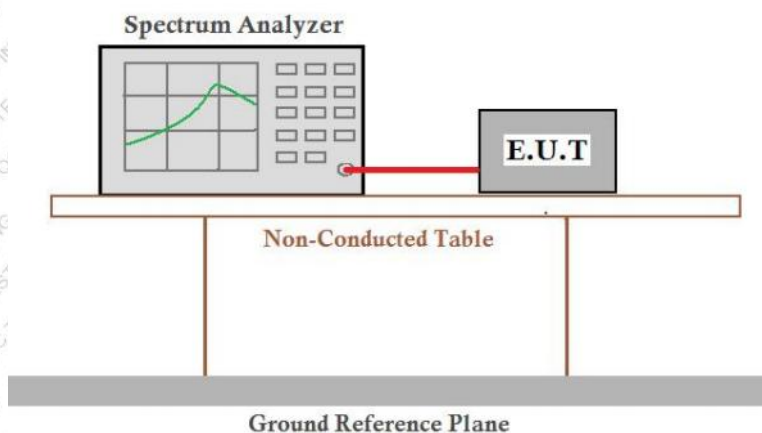 Spectrum Analyzer
E.U.T
Non-Conducted Table
Ground Reference Plane